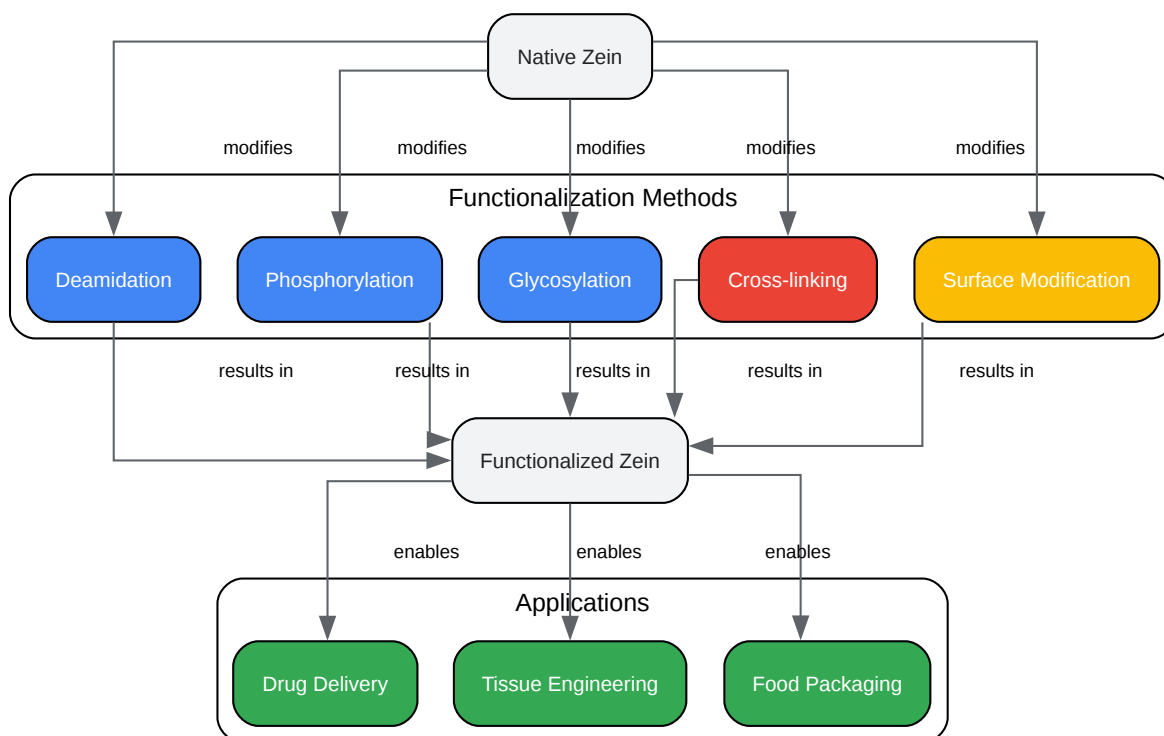 Native Zein
modifies modifies modifies modifies modifies
Functionalization Methods
Deamidation Phosphorylation Glycosylation Cross-linking Surface Modification
results in results in results in results in results in
Functionalized Zein
enables enables enables
Applications
Drug Delivery Tissue Engineering Food Packaging